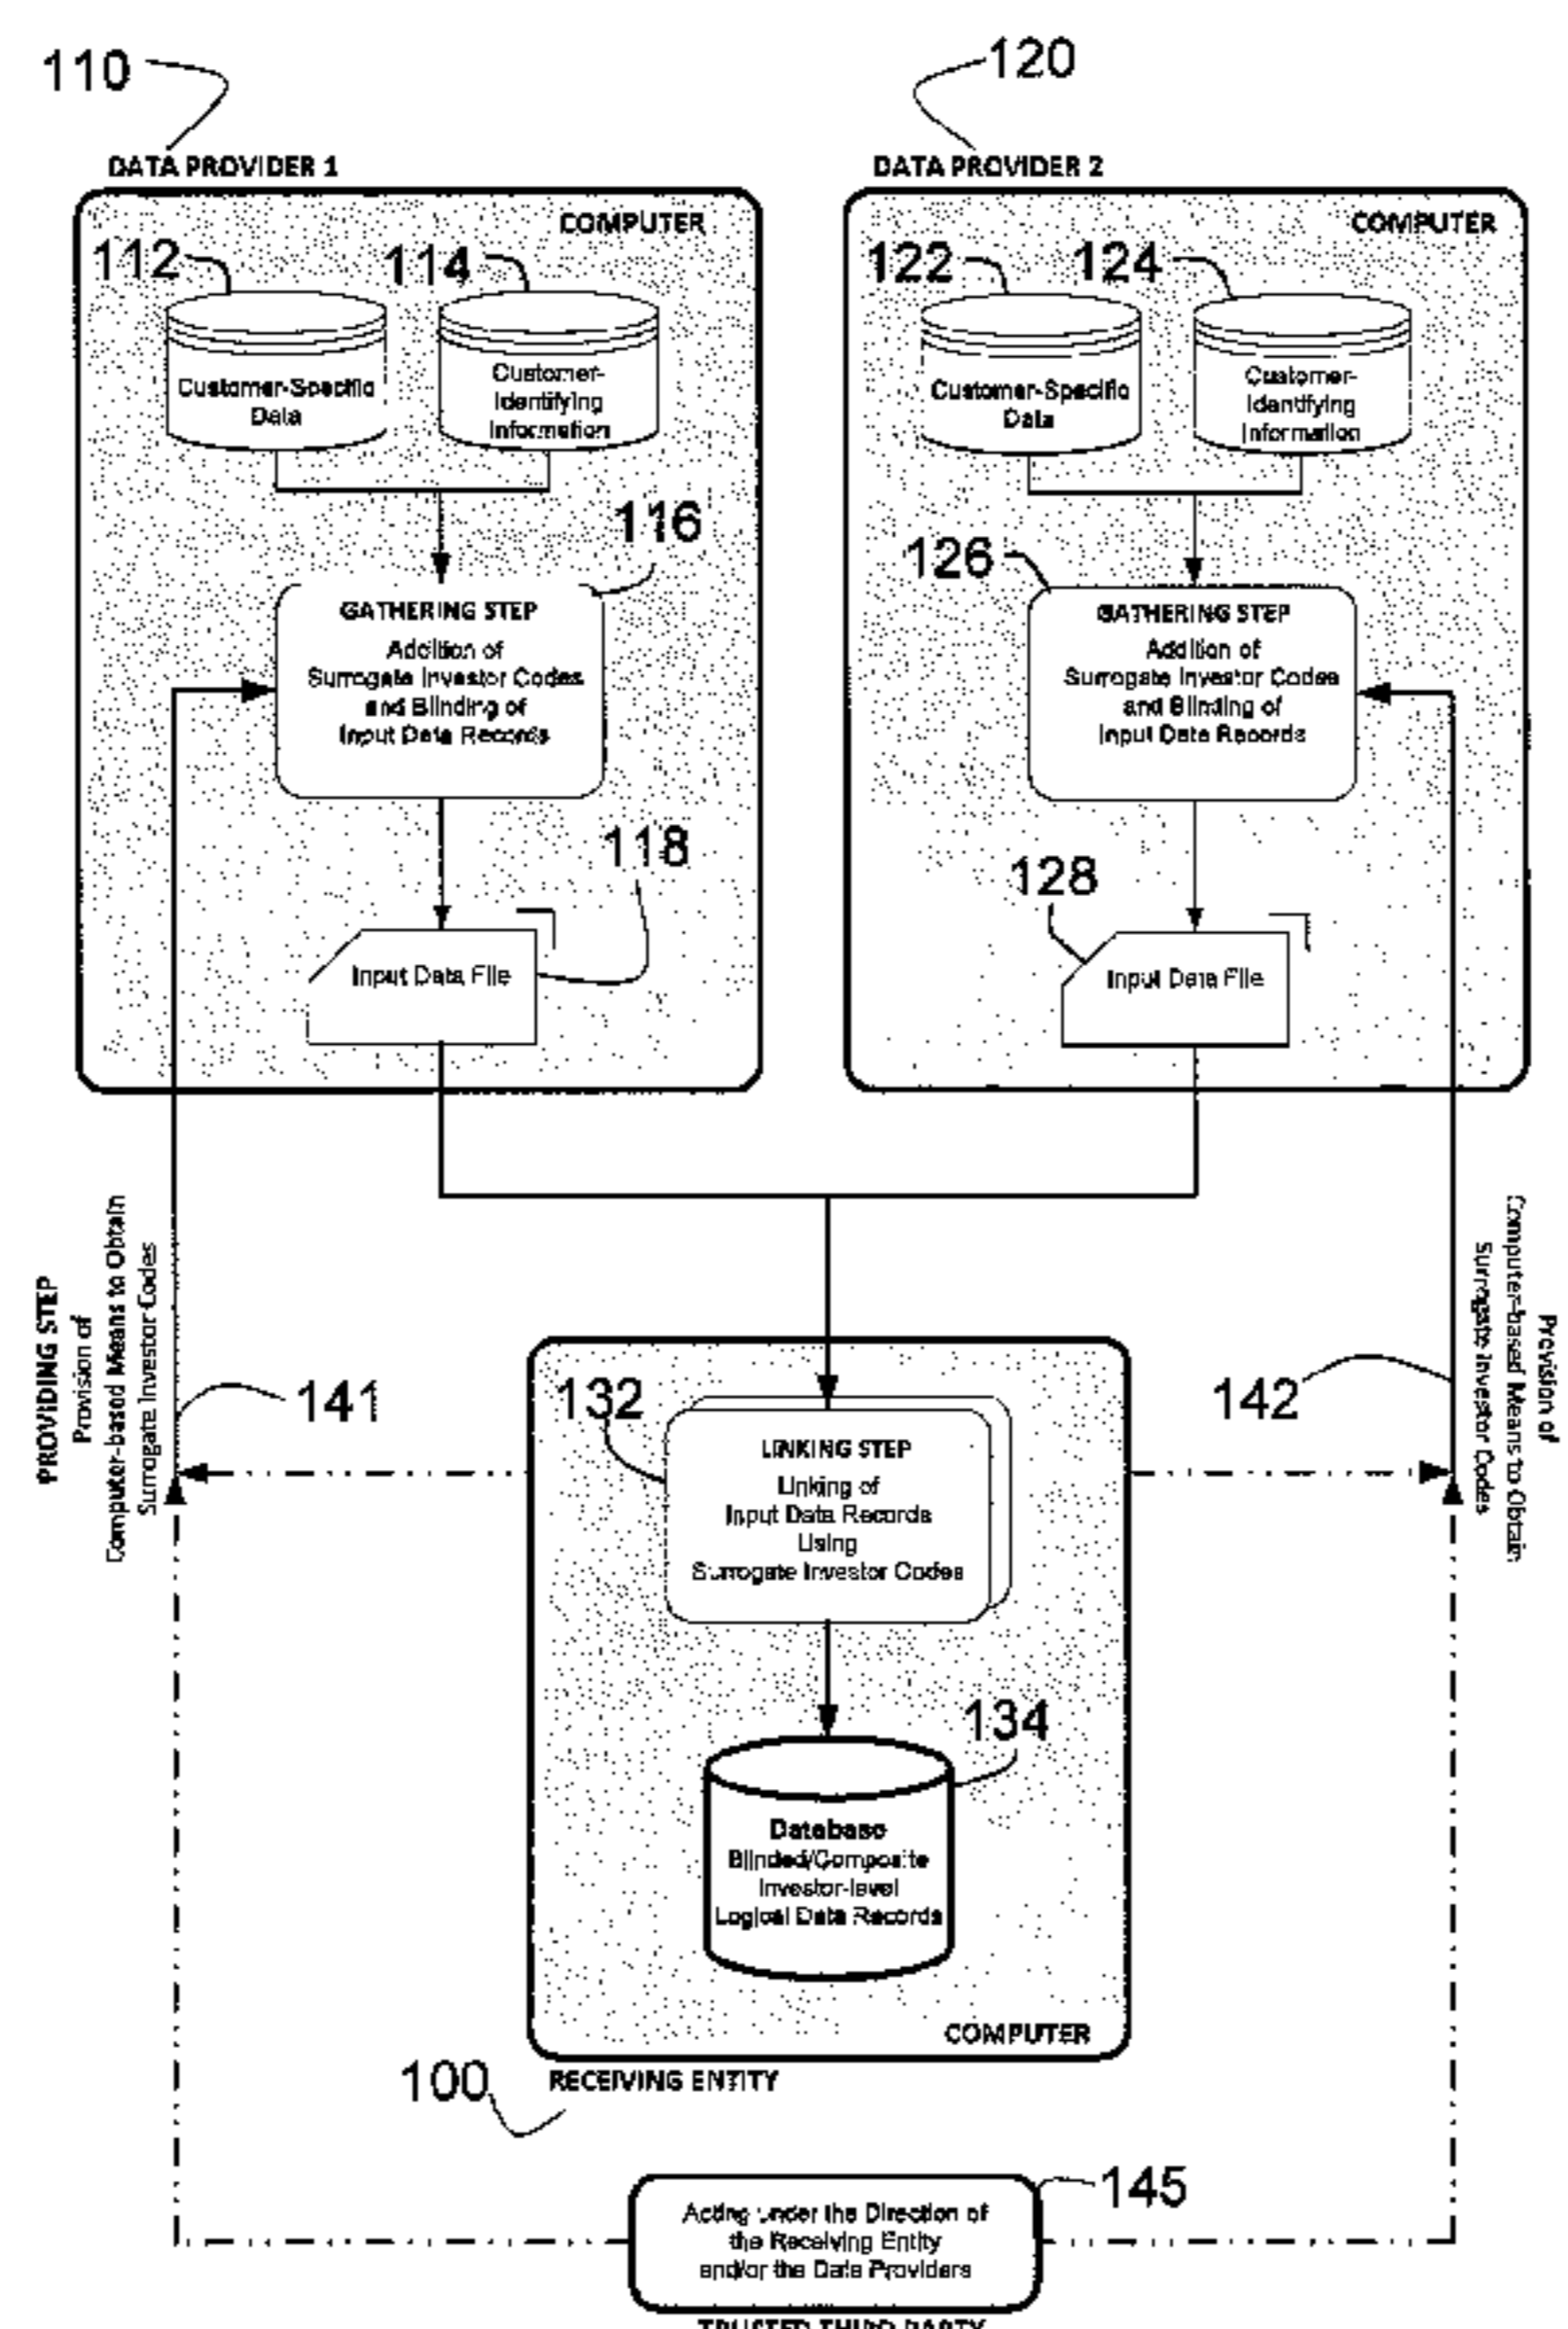 110
120
DATA PROVIDER 1
DATA PROVIDER 2
COMPUTER
112
114
Customer-Specific
Data
Customer-
Identifying
Information
116
GATHERING STEP
Addition of
Surrogate Investor Codes
and Blinding of
Input Data Records
118
Input Data File
COMPUTER
122
124
Customer-Specific
Data
Customer-
Identifying
Information
126
GATHERING STEP
Addition of
Surrogate Investor Codes
and Blinding of
Input Data Records
128
Input Data File
PROVIDING STEP
Provision of
Computer-based Means to Obtain
Surrogate Investor Codes
141
142
Provision of
Computer-based Means to Obtain
Surrogate Investor Codes
132
LINKING STEP
Linking of
Input Data Records
Using
Surrogate Investor Codes
134
Database
Blinded/Composite
Investor-level
Logical Data Records
COMPUTER
100
RECEIVING ENTITY
145
Acting under the Direction of
the Receiving Entity
and/or the Data Providers
TRUSTED THIRD PARTY